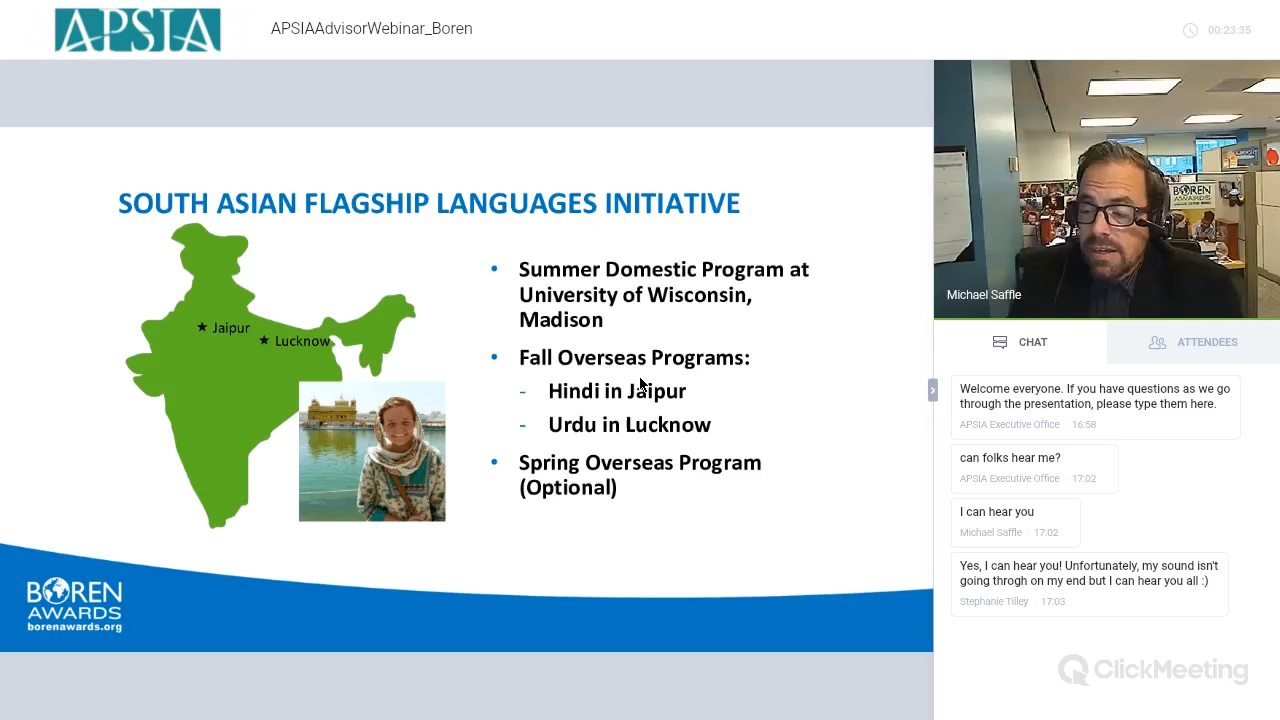 APSIA
APSIAAdvisorWebinar_Boren
00:23:35
SOUTH ASIAN FLAGSHIP LANGUAGES INITIATIVE
Jaipur
Lucknow
• Summer Domestic Program at
University of Wisconsin,
Madison
• Fall Overseas Programs:
- Hindi in Jaipur
- Urdu in Lucknow
• Spring Overseas Program
(Optional)
BOREN
AWARDS
borenawards.org
BOREN
AWARDS
Michael Saffle
CHAT
ATTENDEES
Welcome everyone. If you have questions as we go
through the presentation, please type them here.
APSIA Executive Office 16:58
can folks hear me?
APSIA Executive Office 17:02
I can hear you
Michael Saffle 17:02
Yes, I can hear you! Unfortunately, my sound isn't
going throgh on my end but I can hear you all :)
Stephanie Tilley 17:03
ClickMeeting